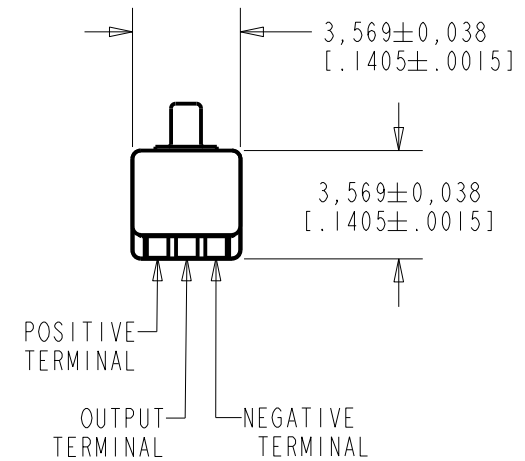 3,569±0,038
[.1405±.0015]
3,569±0,038
[.1405±.0015]
POSITIVE
TERMINAL
OUTPUT
TERMINAL
NEGATIVE
TERMINAL